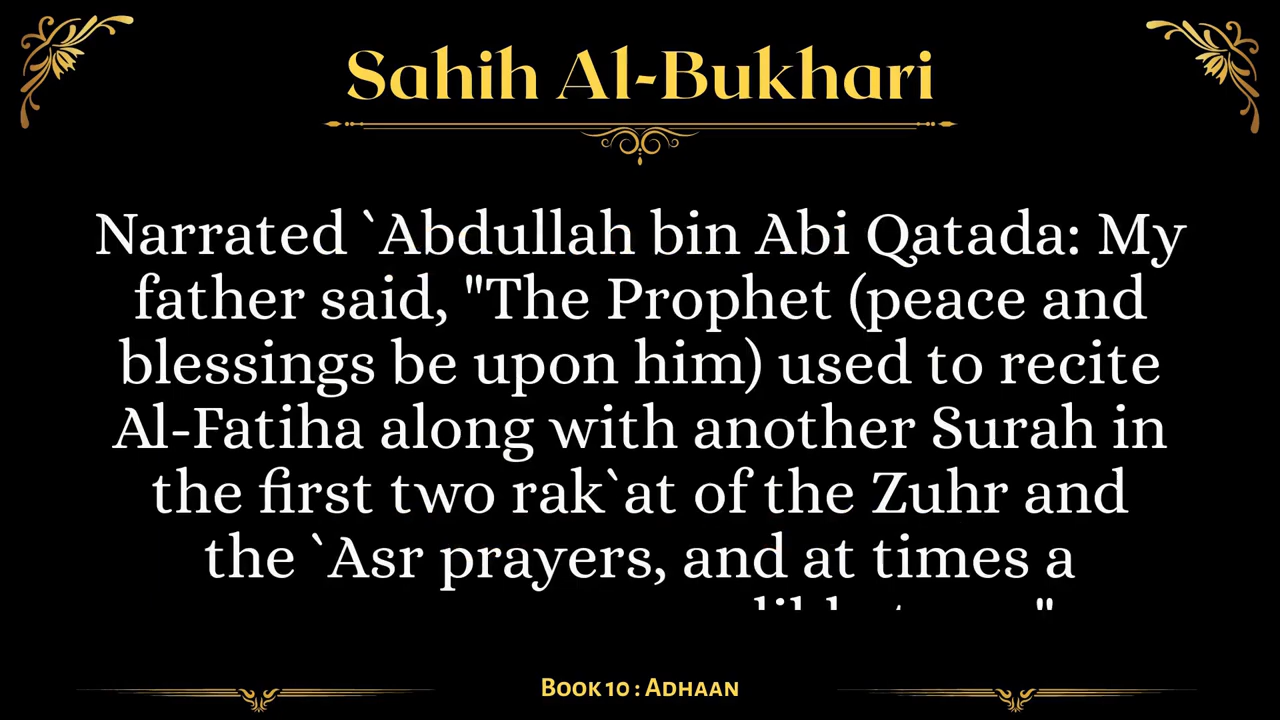 Sahih Al-Bukhari
Narrated `Abdullah bin Abi Qatada: My
father said, "The Prophet (peace and
blessings be upon him) used to recite
Al-Fatiha along with another Surah in
the first two rak`at of the Zuhr and
the `Asr prayers, and at times a
Book 10 : Adhaan